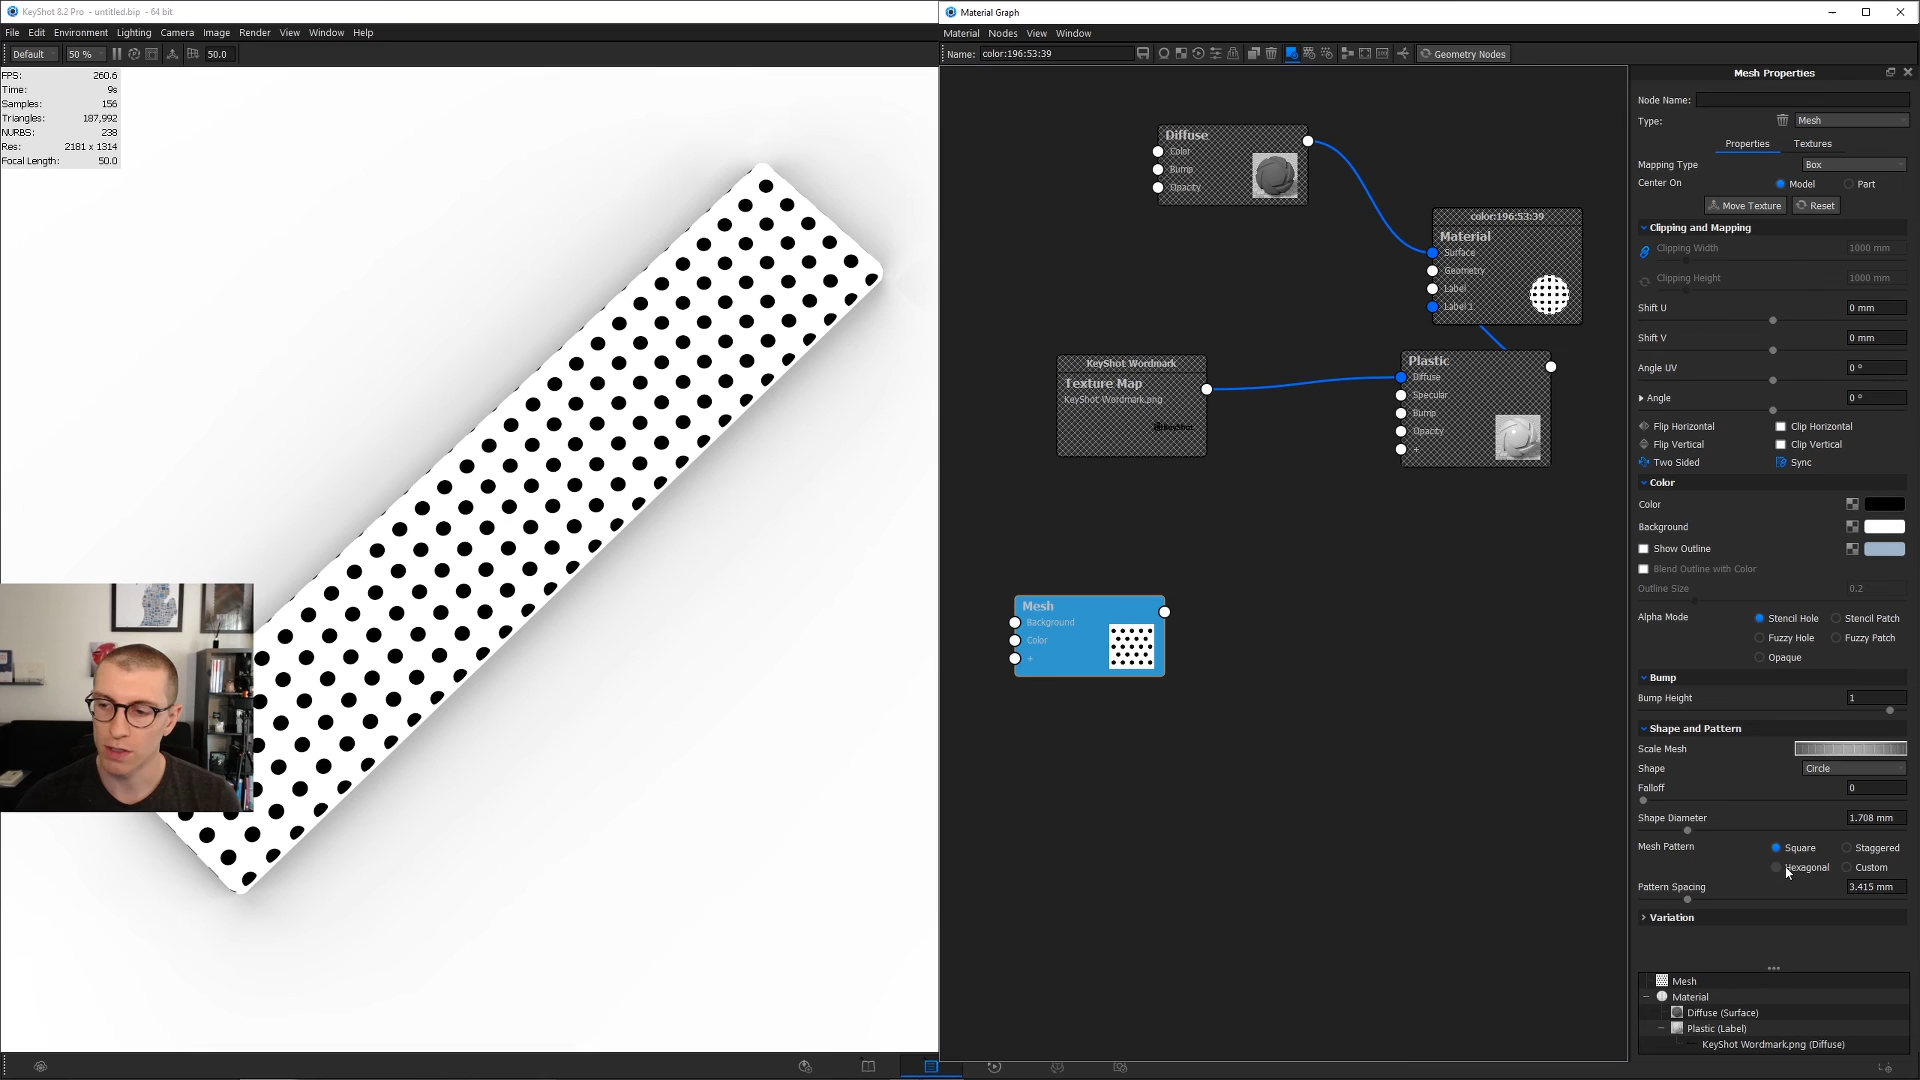 KeyShot 8.2 Pro - untitled.bip - 64 bit
File Edit Environment Lighting Camera Image Render View Window Help
Default 50 % 50.0
FPS: 260.6
Time: 9s
Samples: 156
Triangles: 187,992
NURBS: 238
Res: 2181 x 1314
Focal Length: 50.0
Material Graph
Material Nodes View Window
Name: color:196:53:39 Geometry Nodes
Diffuse
Color
Bump
Opacity
color:196:53:39
Material
Surface
Geometry
Label
Label 1
KeyShot Wordmark
Texture Map
KeyShot Wordmark.png
KeyShot
Plastic
Diffuse
Specular
Bump
Opacity
+
Mesh
Background
Color
+
Mesh Properties
Node Name:
Type: Mesh
Properties Textures
Mapping Type Box
Center On Model Part
Move Texture Reset
Clipping and Mapping
Clipping Width 1000 mm
Clipping Height 1000 mm
Shift U 0 mm
Shift V 0 mm
Angle UV 0 °
Angle 0 °
Flip Horizontal Clip Horizontal
Flip Vertical Clip Vertical
Two Sided Sync
Color
Color
Background
Show Outline
Blend Outline with Color
Outline Size 0.2
Alpha Mode Stencil Hole Stencil Patch
Fuzzy Hole Fuzzy Patch
Opaque
Bump
Bump Height 1
Shape and Pattern
Scale Mesh
Shape Circle
Falloff 0
Shape Diameter 1.708 mm
Mesh Pattern Square Staggered
Hexagonal Custom
Pattern Spacing 3.415 mm
Variation
Mesh
Material
Diffuse (Surface)
Plastic (Label)
KeyShot Wordmark.png (Diffuse)